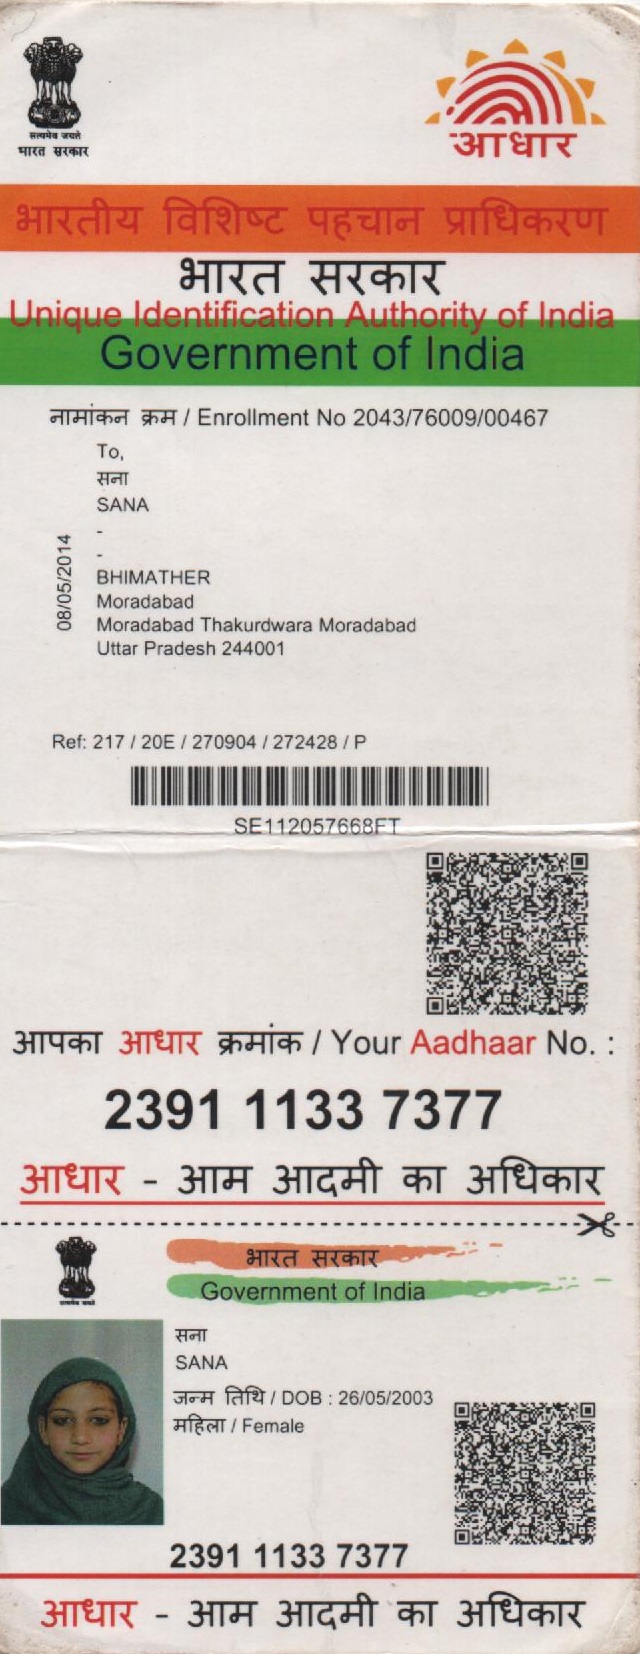 सत्यमेव जयते
भारत सरकार
आधार
भारतीय विशिष्ट पहचान प्राधिकरण
भारत सरकार
Unique Identification Authority of India
Government of India
नामांकन क्रम / Enrollment No 2043/76009/00467
To,
सना
SANA
-
-
BHIMATHER
Moradabad
Moradabad Thakurdwara Moradabad
Uttar Pradesh 244001
08/05/2014
Ref: 217 / 20E / 270904 / 272428 / P
SE112057668FT
आपका आधार क्रमांक / Your Aadhaar No. :
2391 1133 7377
आधार - आम आदमी का अधिकार
भारत सरकार
Government of India
सत्यमेव जयते
सना
SANA
जन्म तिथि / DOB : 26/05/2003
महिला / Female
2391 1133 7377
आधार - आम आदमी का अधिकार